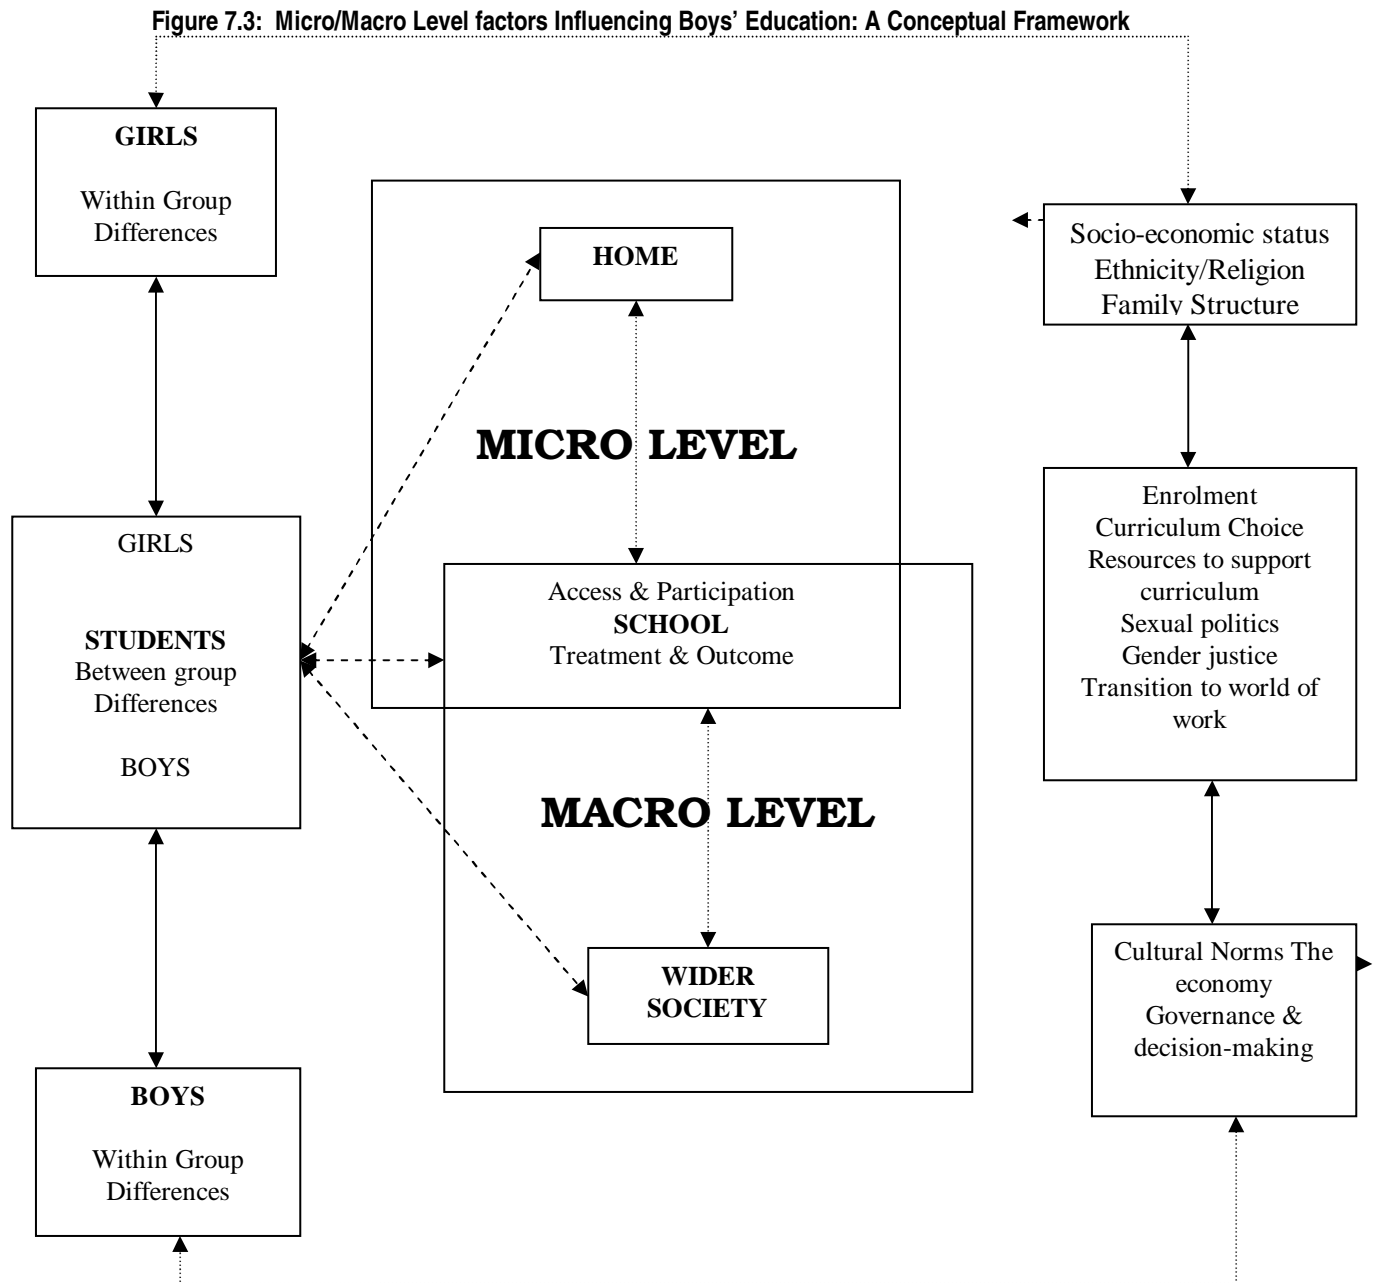 Figure 7.3: Micro/Macro Level factors Influencing Boys' Education: A Conceptual Framework
GIRLS
Within Group
Differences
GIRLS
STUDENTS
Between group
Differences
BOYS
BOYS
Within Group
Differences
HOME
MICRO LEVEL
Access & Participation
SCHOOL
Treatment & Outcome
MACRO LEVEL
WIDER
SOCIETY
Socio-economic status
Ethnicity/Religion
Family Structure
Enrolment
Curriculum Choice
Resources to support
curriculum
Sexual politics
Gender justice
Transition to world of
work
Cultural Norms The
economy
Governance &
decision-making